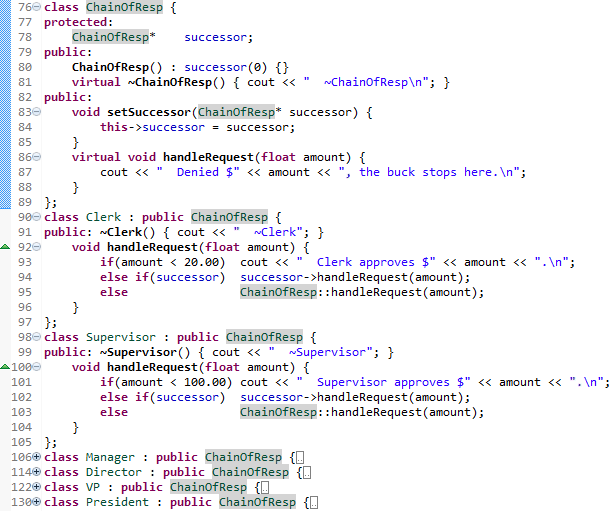 76 class ChainOfResp {
77 protected:
78     ChainOfResp*    successor;
79 public:
80     ChainOfResp() : successor(0) {}
81     virtual ~ChainOfResp() { cout << "  ~ChainOfResp\n"; }
82 public:
83     void setSuccessor(ChainOfResp* successor) {
84         this->successor = successor;
85     }
86     virtual void handleRequest(float amount) {
87         cout << "  Denied $" << amount << ", the buck stops here.\n";
88     }
89 };
90 class Clerk : public ChainOfResp {
91 public: ~Clerk() { cout << "  ~Clerk"; }
92     void handleRequest(float amount) {
93         if(amount < 20.00)  cout << "  Clerk approves $" << amount << ".\n";
94         else if(successor)  successor->handleRequest(amount);
95         else                ChainOfResp::handleRequest(amount);
96     }
97 };
98 class Supervisor : public ChainOfResp {
99 public: ~Supervisor() { cout << "  ~Supervisor"; }
100     void handleRequest(float amount) {
101         if(amount < 100.00) cout << "  Supervisor approves $" << amount << ".\n";
102         else if(successor)  successor->handleRequest(amount);
103         else                ChainOfResp::handleRequest(amount);
104     }
105 };
106 class Manager : public ChainOfResp {
114 class Director : public ChainOfResp {
122 class VP : public ChainOfResp {
130 class President : public ChainOfResp {